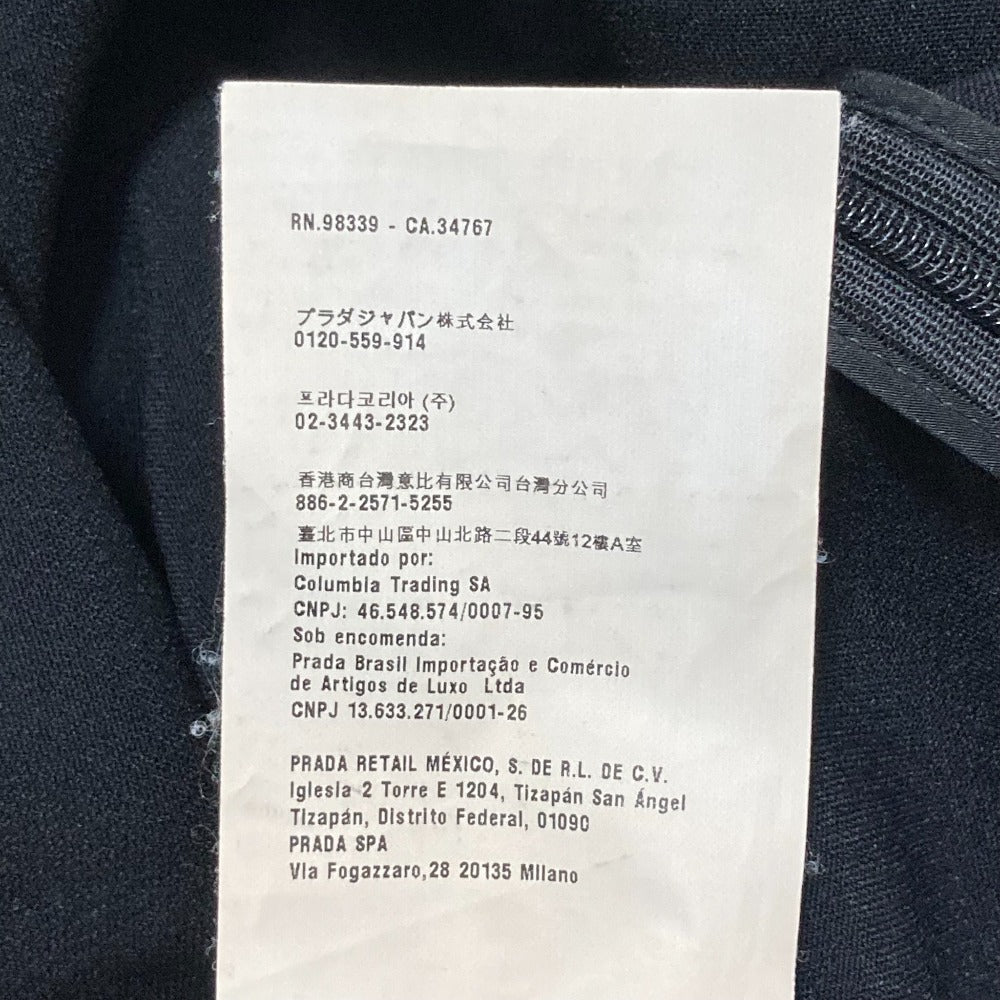 RN.98339 - CA.34767
プラダジャパン株式会社
0120-559-914
프라다코리아 (주)
02-3443-2323
香港商台灣意比有限公司台灣分公司
886-2-2571-5255
臺北市中山區中山北路二段44號12樓A室
Importado por:
Columbia Trading SA
CNPJ: 46.548.574/0007-95
Sob encomenda:
Prada Brasil Importação e Comércio
de Artigos de Luxo Ltda
CNPJ 13.633.271/0001-26
PRADA RETAIL MÉXICO, S. DE R.L. DE C.V.
Iglesia 2 Torre E 1204, Tizapán San Ángel
Tizapán, Distrito Federal, 01090
PRADA SPA
Via Fogazzaro,28 20135 Milano